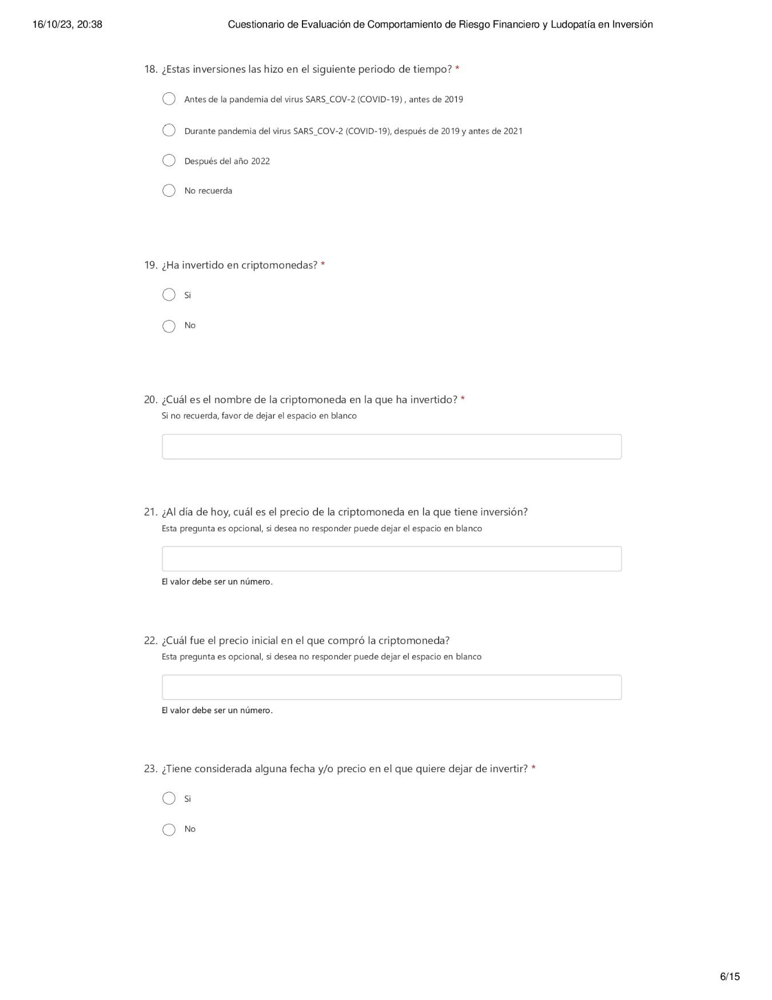 16/10/23, 20:38
Cuestionario de Evaluación de Comportamiento de Riesgo Financiero y Ludopatía en Inversión
18. ¿Estas inversiones las hizo en el siguiente periodo de tiempo? *
Antes de la pandemia del virus SARS_COV-2 (COVID-19) , antes de 2019
Durante pandemia del virus SARS_COV-2 (COVID-19), después de 2019 y antes de 2021
Después del año 2022
No recuerda
19. ¿Ha invertido en criptomonedas? *
Si
No
20. ¿Cuál es el nombre de la criptomoneda en la que ha invertido? *
Si no recuerda, favor de dejar el espacio en blanco
21. ¿Al día de hoy, cuál es el precio de la criptomoneda en la que tiene inversión?
Esta pregunta es opcional, si desea no responder puede dejar el espacio en blanco
El valor debe ser un número.
22. ¿Cuál fue el precio inicial en el que compró la criptomoneda?
Esta pregunta es opcional, si desea no responder puede dejar el espacio en blanco
El valor debe ser un número.
23. ¿Tiene considerada alguna fecha y/o precio en el que quiere dejar de invertir? *
Si
No
6/15